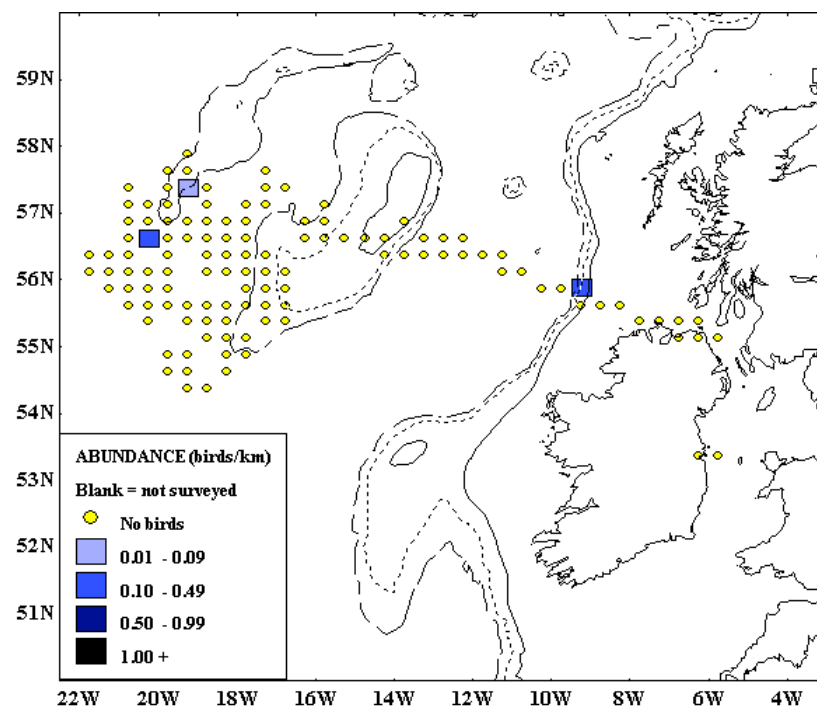 59N
58N
57N
56N
55N
54N
53N
52N
51N
ABUNDANCE (birds/km)
Blank = not surveyed
No birds
0.01 - 0.09
0.10 - 0.49
0.50 - 0.99
1.00 +
22W 20W 18W 16W 14W 12W 10W 8W 6W 4W